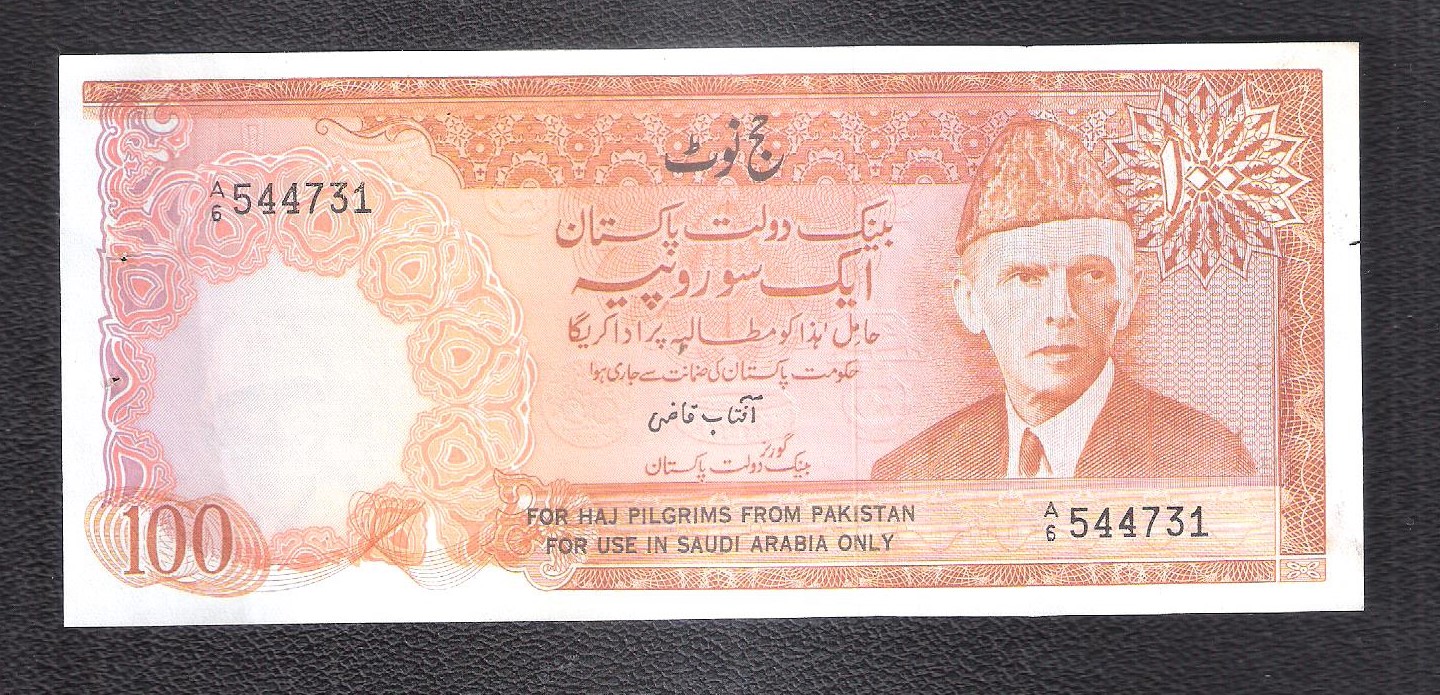 حج نوٹ
۱۰۰
A/6 544731
بینک دولت پاکستان
ایک سو روپیہ
حامل ہٰذا کو مطالبہ پر ادا کریگا
حکومت پاکستان کی ضمانت سے جاری ہوا
آفتاب قاضی
گورنر
بینک دولت پاکستان
100
FOR HAJ PILGRIMS FROM PAKISTAN
FOR USE IN SAUDI ARABIA ONLY
A/6 544731